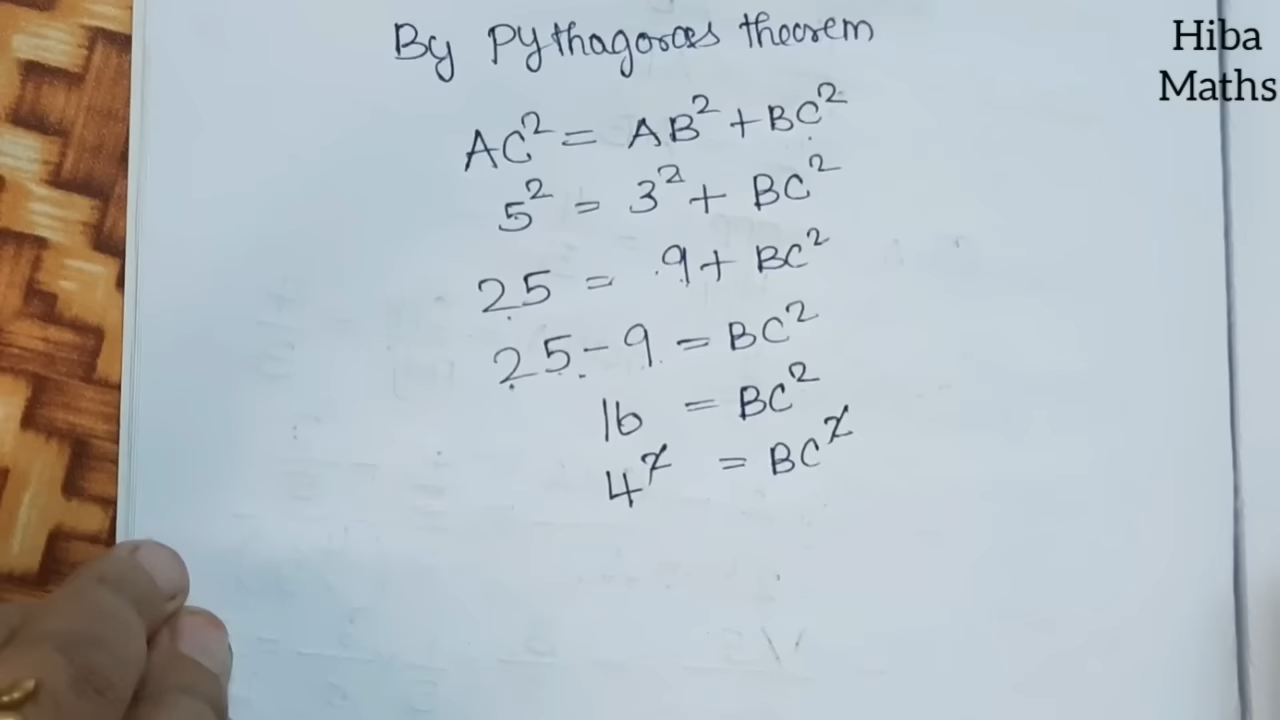 By Pythagoraes theorem
AC² = AB² + BC²
5² = 3² + BC²
25 = 9 + BC²
25 - 9 = BC²
16 = BC²
4² = BC²
Hiba
Maths